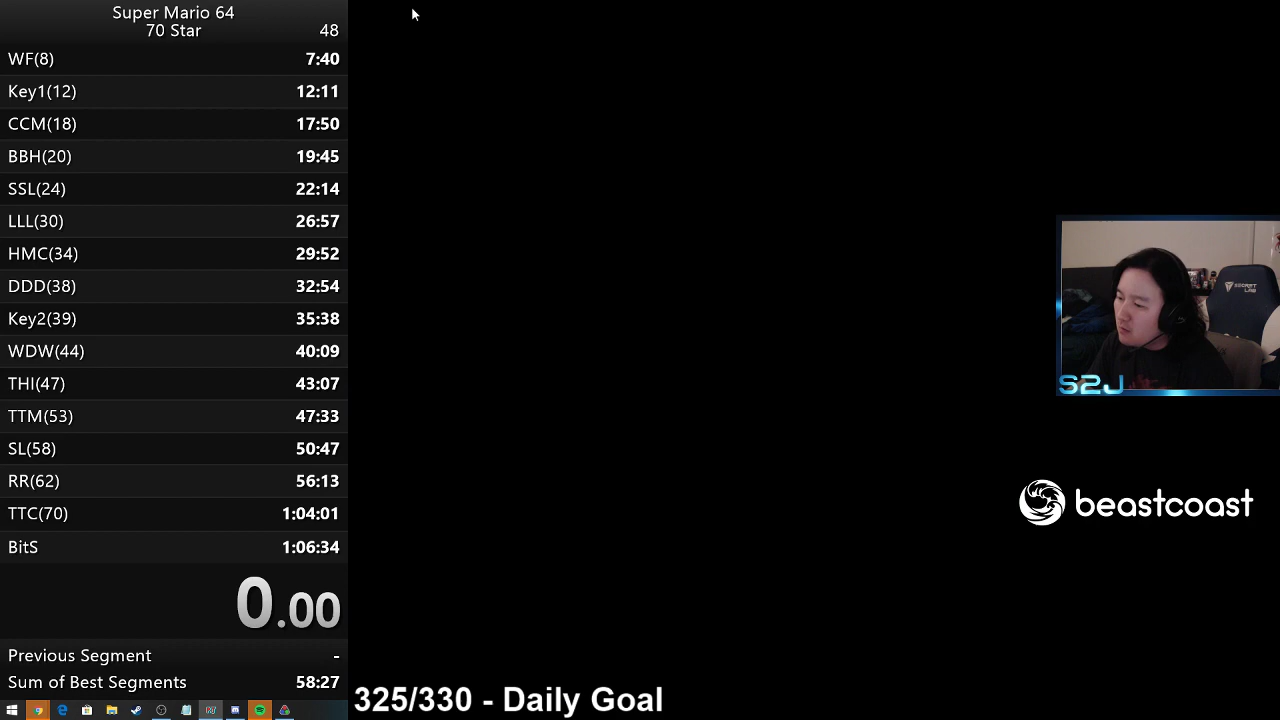 Super Mario 64
70 Star 48
WF(8) 7:40
Key1(12) 12:11
CCM(18) 17:50
BBH(20) 19:45
SSL(24) 22:14
LLL(30) 26:57
HMC(34) 29:52
DDD(38) 32:54
Key2(39) 35:38
WDW(44) 40:09
THI(47) 43:07
TTM(53) 47:33
SL(58) 50:47
RR(62) 56:13
TTC(70) 1:04:01
BitS 1:06:34
0.00
Previous Segment -
Sum of Best Segments 58:27
325/330 - Daily Goal
SECRET LAB
S2J
beastcoast